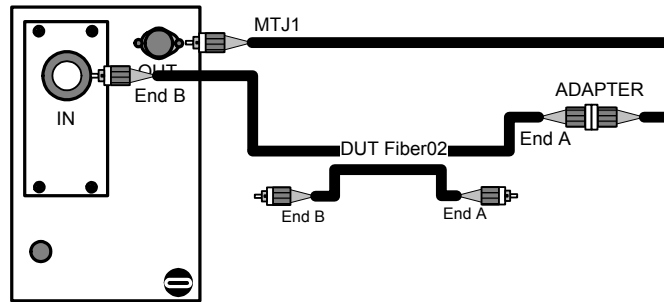 MTJ1
OUT
End B
IN
ADAPTER
End A
DUT Fiber02
End B
End A